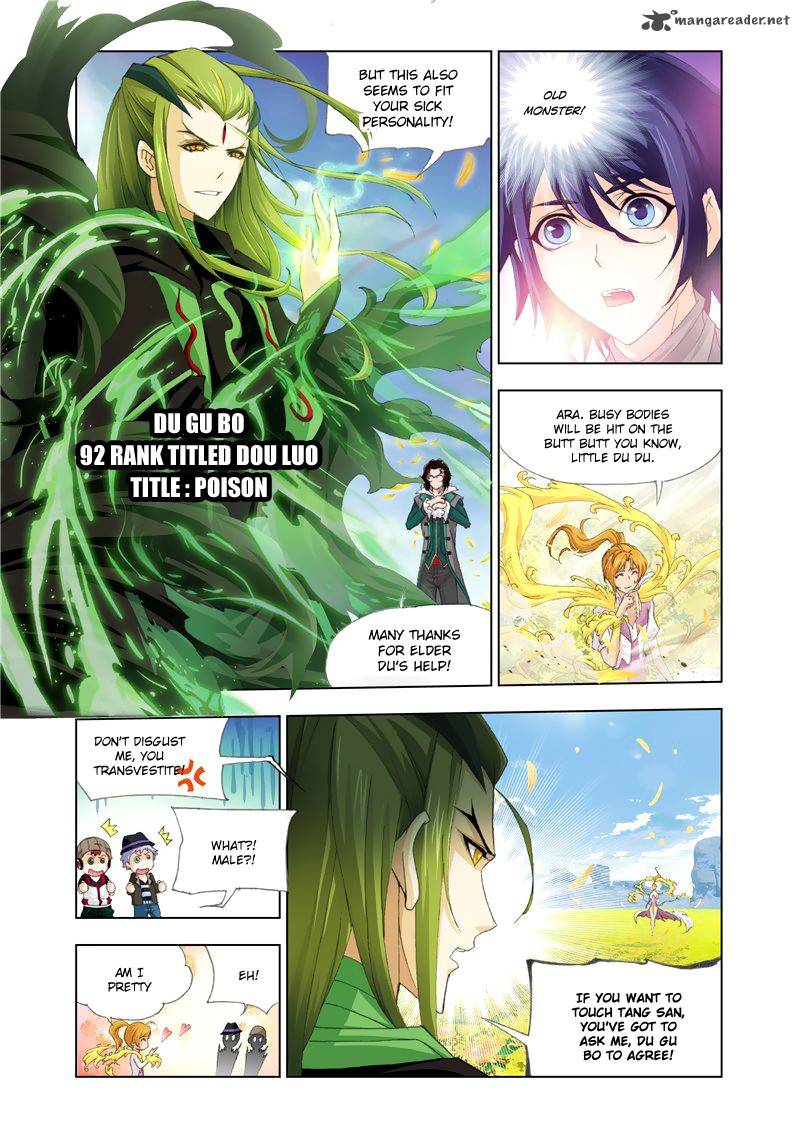 mangareader.net
BUT THIS ALSO
SEEMS TO FIT
YOUR SICK
PERSONALITY!
OLD
MONSTER!
DU GU BO
92 RANK TITLED DOU LUO
TITLE : POISON
MANY THANKS
FOR ELDER
DU'S HELP!
ARA. BUSY BODIES
WILL BE HIT ON THE
BUTT BUTT YOU KNOW,
LITTLE DU DU.
DON'T DISGUST
ME, YOU
TRANSVESTITE!
WHAT?!
MALE?!
AM I
PRETTY
EH!
IF YOU WANT TO
TOUCH TANG SAN,
YOU'VE GOT TO
ASK ME, DU GU
BO TO AGREE!